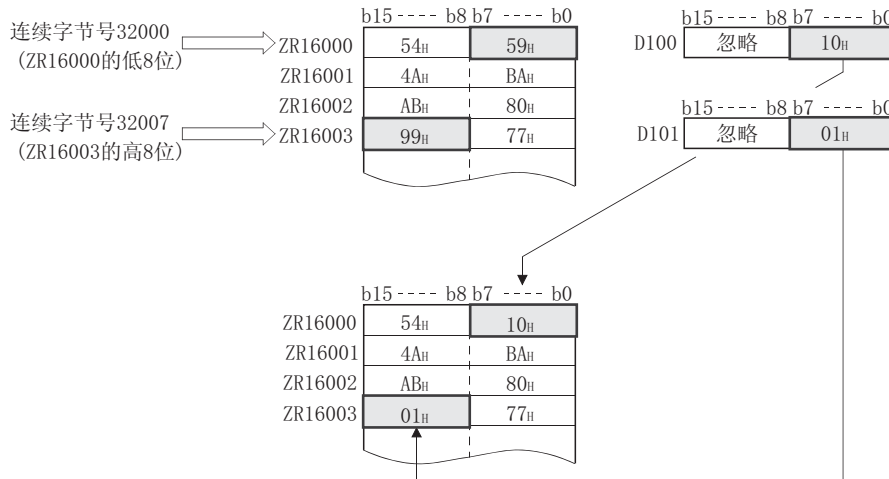 b15 ---- b8 b7 ---- b0
连续字节号32000
(ZR16000的低8位)
ZR16000 54H 59H
ZR16001 4AH BAH
ZR16002 ABH 80H
连续字节号32007
(ZR16003的高8位)
ZR16003 99H 77H
b15 ---- b8 b7 ---- b0
D100 忽略 10H
b15 ---- b8 b7 ---- b0
D101 忽略 01H
b15 ---- b8 b7 ---- b0
ZR16000 54H 10H
ZR16001 4AH BAH
ZR16002 ABH 80H
ZR16003 01H 77H